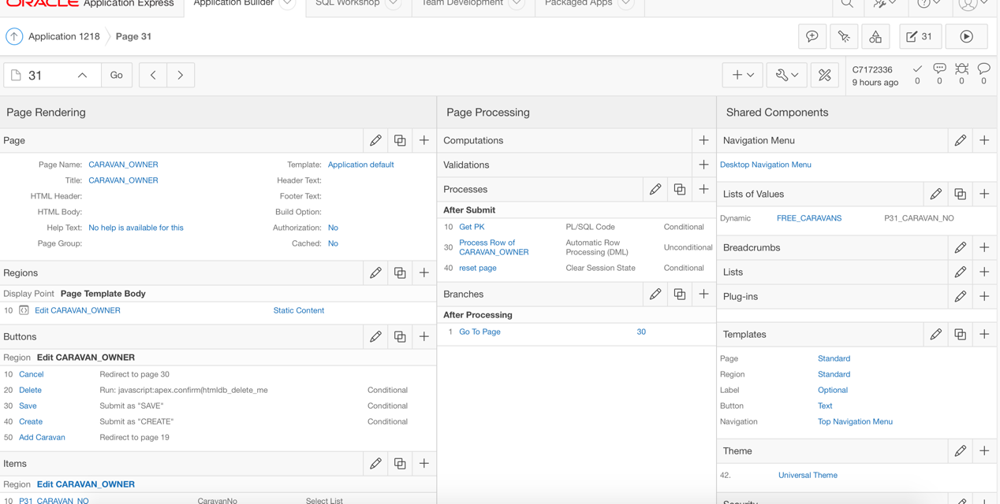 ORACLE Application Express
Application Builder
SQL Workshop
Team Development
Packaged Apps
Application 1218
Page 31
31
31
Go
C7172336
9 hours ago
0
0
0
0
Page Rendering
Page
Page Name: CARAVAN_OWNER
Title: CARAVAN_OWNER
HTML Header:
HTML Body:
Help Text: No help is available for this
Page Group:
Template: Application default
Header Text:
Footer Text:
Build Option:
Authorization: No
Cached: No
Regions
Display Point Page Template Body
10 Edit CARAVAN_OWNER Static Content
Buttons
Region Edit CARAVAN_OWNER
10 Cancel Redirect to page 30
20 Delete Run: javascript:apex.confirm(htmldb_delete_me Conditional
30 Save Submit as "SAVE" Conditional
40 Create Submit as "CREATE" Conditional
50 Add Caravan Redirect to page 19
Items
Region Edit CARAVAN_OWNER
10 P31_CARAVAN_NO CaravanNo Select List
Page Processing
Computations
Validations
Processes
After Submit
10 Get PK PL/SQL Code Conditional
30 Process Row of CARAVAN_OWNER Automatic Row Processing (DML) Unconditional
40 reset page Clear Session State Conditional
Branches
After Processing
1 Go To Page 30
Shared Components
Navigation Menu
Desktop Navigation Menu
Lists of Values
Dynamic FREE_CARAVANS P31_CARAVAN_NO
Breadcrumbs
Lists
Plug-ins
Templates
Page Standard
Region Standard
Label Optional
Button Text
Navigation Top Navigation Menu
Theme
42. Universal Theme
Security